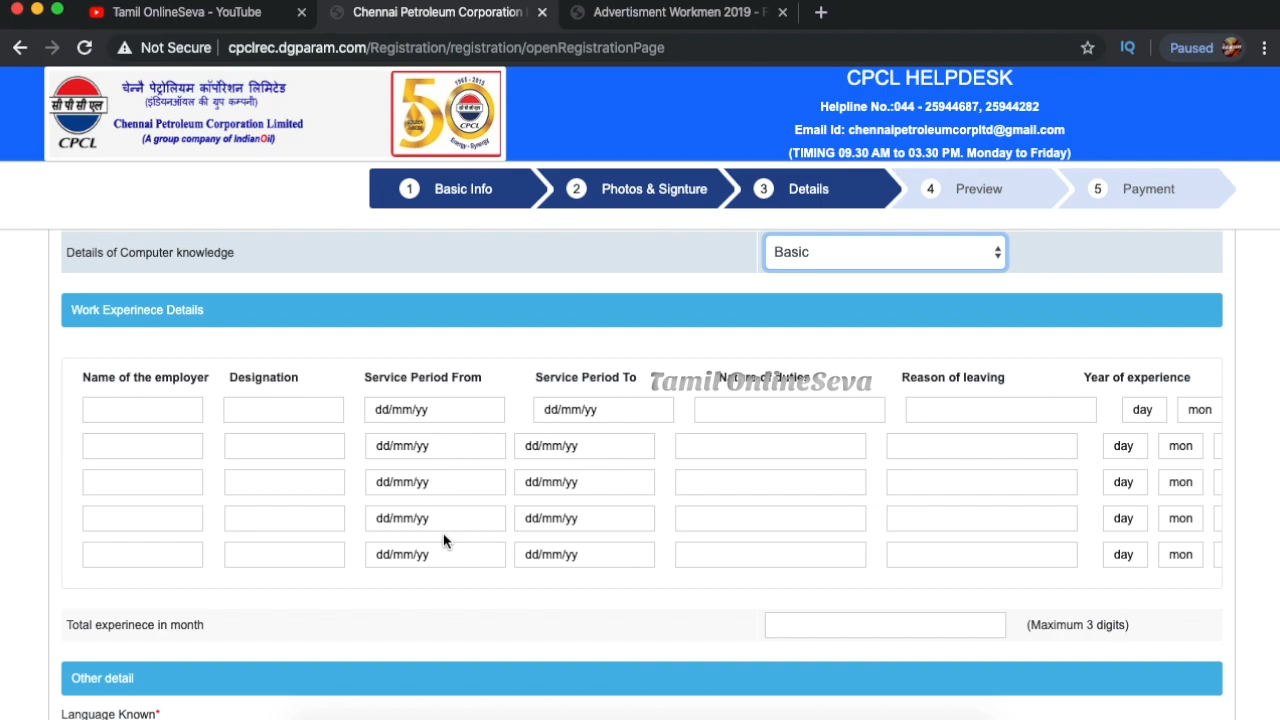 Tamil OnlineSeva - YouTube
Chennai Petroleum Corporation
Advertisment Workmen 2019 -
Not Secure
cpclrec.dgparam.com/Registration/registration/openRegistrationPage
IQ
Paused
सी पी सी एल
CPCL
चेन्नै पेट्रोलियम कॉर्पोरेशन लिमिटेड
(इंडियनऑयल की ग्रुप कम्पनी)
Chennai Petroleum Corporation Limited
(A group company of IndianOil)
CPCL
CPCL HELPDESK
Helpline No.:044 - 25944687, 25944282
Email Id: chennaipetroleumcorpltd@gmail.com
(TIMING 09.30 AM to 03.30 PM. Monday to Friday)
1 Basic Info
2 Photos & Signture
3 Details
4 Preview
5 Payment
Details of Computer knowledge
Basic
Work Experinece Details
Name of the employer Designation Service Period From Service Period To Nature of duties Reason of leaving Year of experience
Tamil OnlineSeva
dd/mm/yy dd/mm/yy day mon
dd/mm/yy dd/mm/yy day mon
dd/mm/yy dd/mm/yy day mon
dd/mm/yy dd/mm/yy day mon
dd/mm/yy dd/mm/yy day mon
Total experinece in month
(Maximum 3 digits)
Other detail
Language Known*